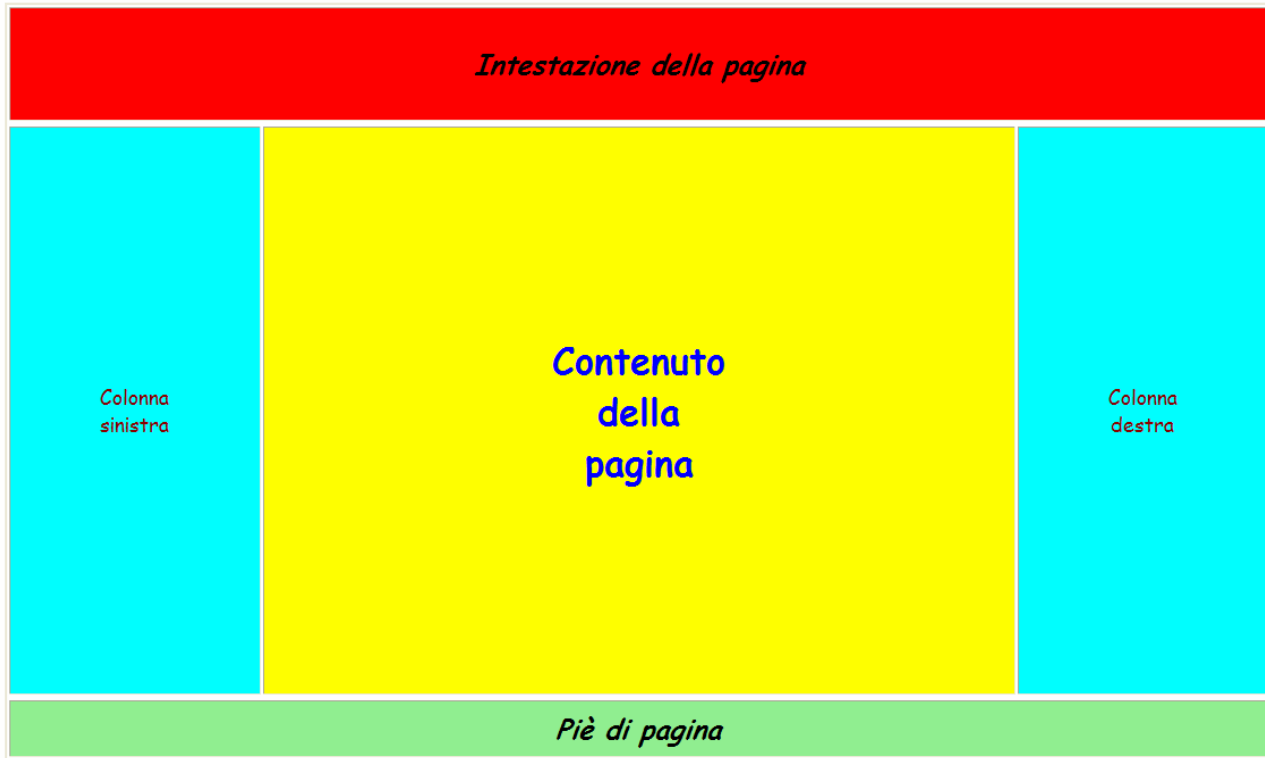 Intestazione della pagina
Colonna
sinistra
Contenuto
della
pagina
Colonna
destra
Piè di pagina